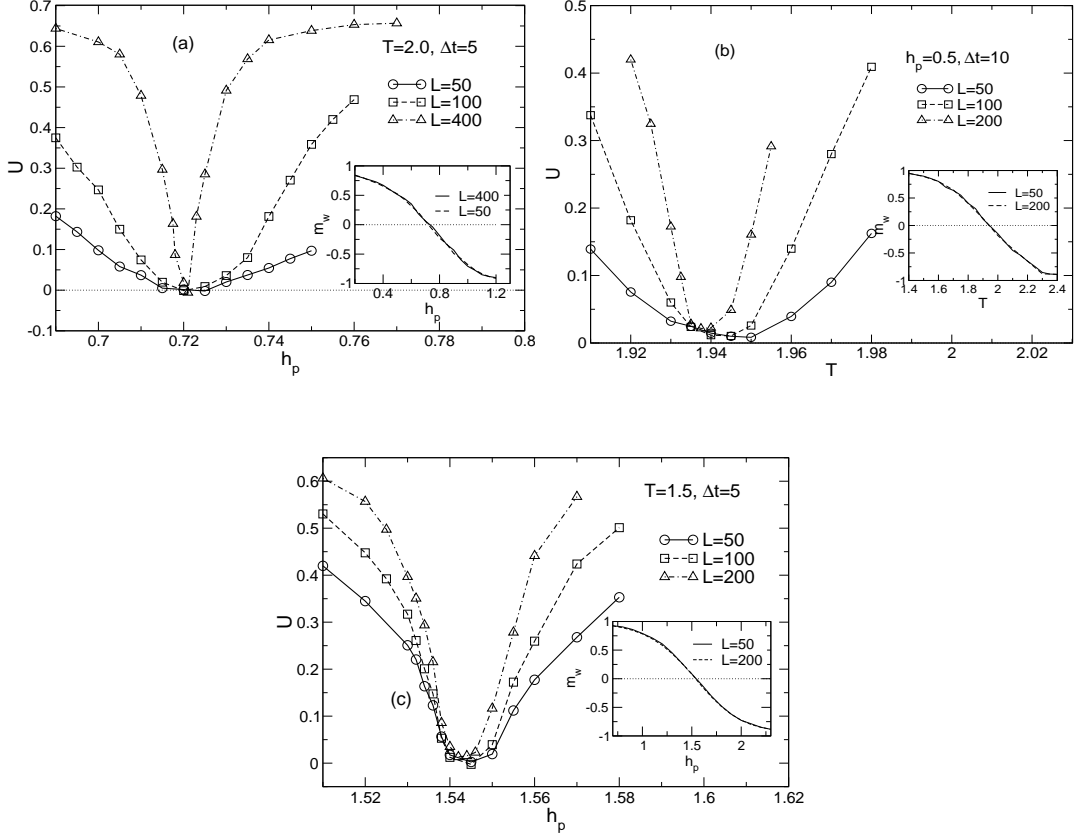 0.7
0.6
0.5
0.4
0.3
0.2
0.1
0
-0.1
U
(a)
T=2.0, Δt=5
L=50
L=100
L=400
1
0.5
0
-0.5
-1
m_w
L=400
L=50
0.4 0.8 1.2
h_p
0.7 0.72 0.74 0.76 0.78 0.8
h_p
0.5
0.4
0.3
0.2
0.1
0
U
(b)
h_p=0.5, Δt=10
L=50
L=100
L=200
1
0.5
0
-0.5
-1
m_w
L=50
L=200
1.4 1.6 1.8 2 2.2 2.4
T
1.92 1.94 1.96 1.98 2 2.02
T
0.6
0.5
0.4
0.3
0.2
0.1
0
U
(c)
T=1.5, Δt=5
L=50
L=100
L=200
1
0.5
0
-0.5
-1
m_w
L=50
L=200
1 1.5 2
h_p
1.52 1.54 1.56 1.58 1.6 1.62
h_p